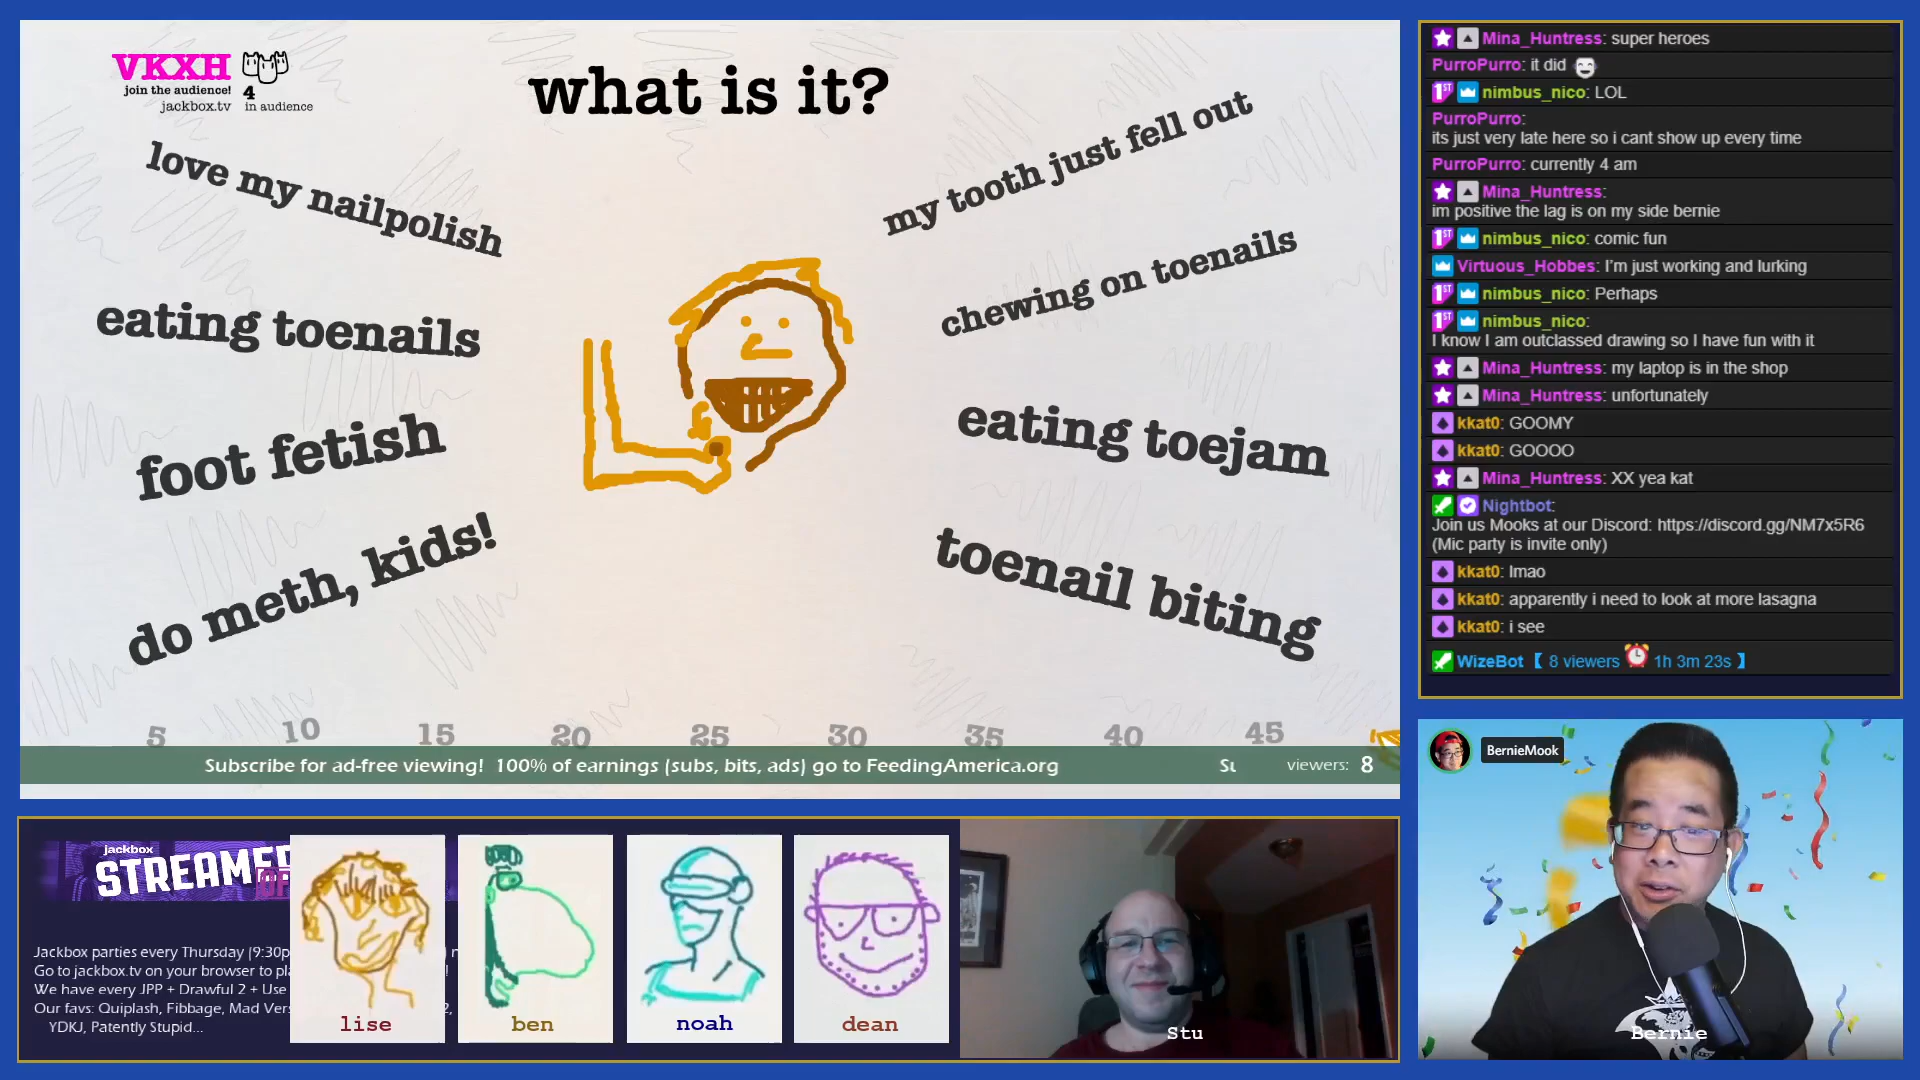 VKXH
join the audience!
jackbox.tv
4
in audience
what is it?
love my nailpolish
eating toenails
foot fetish
do meth, kids!
my tooth just fell out
chewing on toenails
eating toejam
toenail biting
5 10 15 20 25 30 35 40 45
Subscribe for ad-free viewing! 100% of earnings (subs, bits, ads) go to FeedingAmerica.org
viewers: 8
Mina_Huntress: super heroes
PurroPurro: it did
1ST nimbus_nico: LOL
PurroPurro:
its just very late here so i cant show up every time
PurroPurro: currently 4 am
Mina_Huntress:
im positive the lag is on my side bernie
1ST nimbus_nico: comic fun
Virtuous_Hobbes: I'm just working and lurking
1ST nimbus_nico: Perhaps
1ST nimbus_nico:
I know I am outclassed drawing so I have fun with it
Mina_Huntress: my laptop is in the shop
Mina_Huntress: unfortunately
kkat0: GOOMY
kkat0: GOOOO
Mina_Huntress: XX yea kat
Nightbot:
Join us Mooks at our Discord: https://discord.gg/NM7x5R6
(Mic party is invite only)
kkat0: lmao
kkat0: apparently i need to look at more lasagna
kkat0: i see
WizeBot 【 8 viewers 1h 3m 23s 】
BernieMook
Bernie
jackbox
Jackbox parties every Thursday (9:30p
Go to jackbox.tv on your browser to
We have every JPP + Drawful 2 + Use
Our favs: Quiplash, Fibbage, Mad
YDKJ, Patently Stupid...
lise
ben
noah
dean
Stu